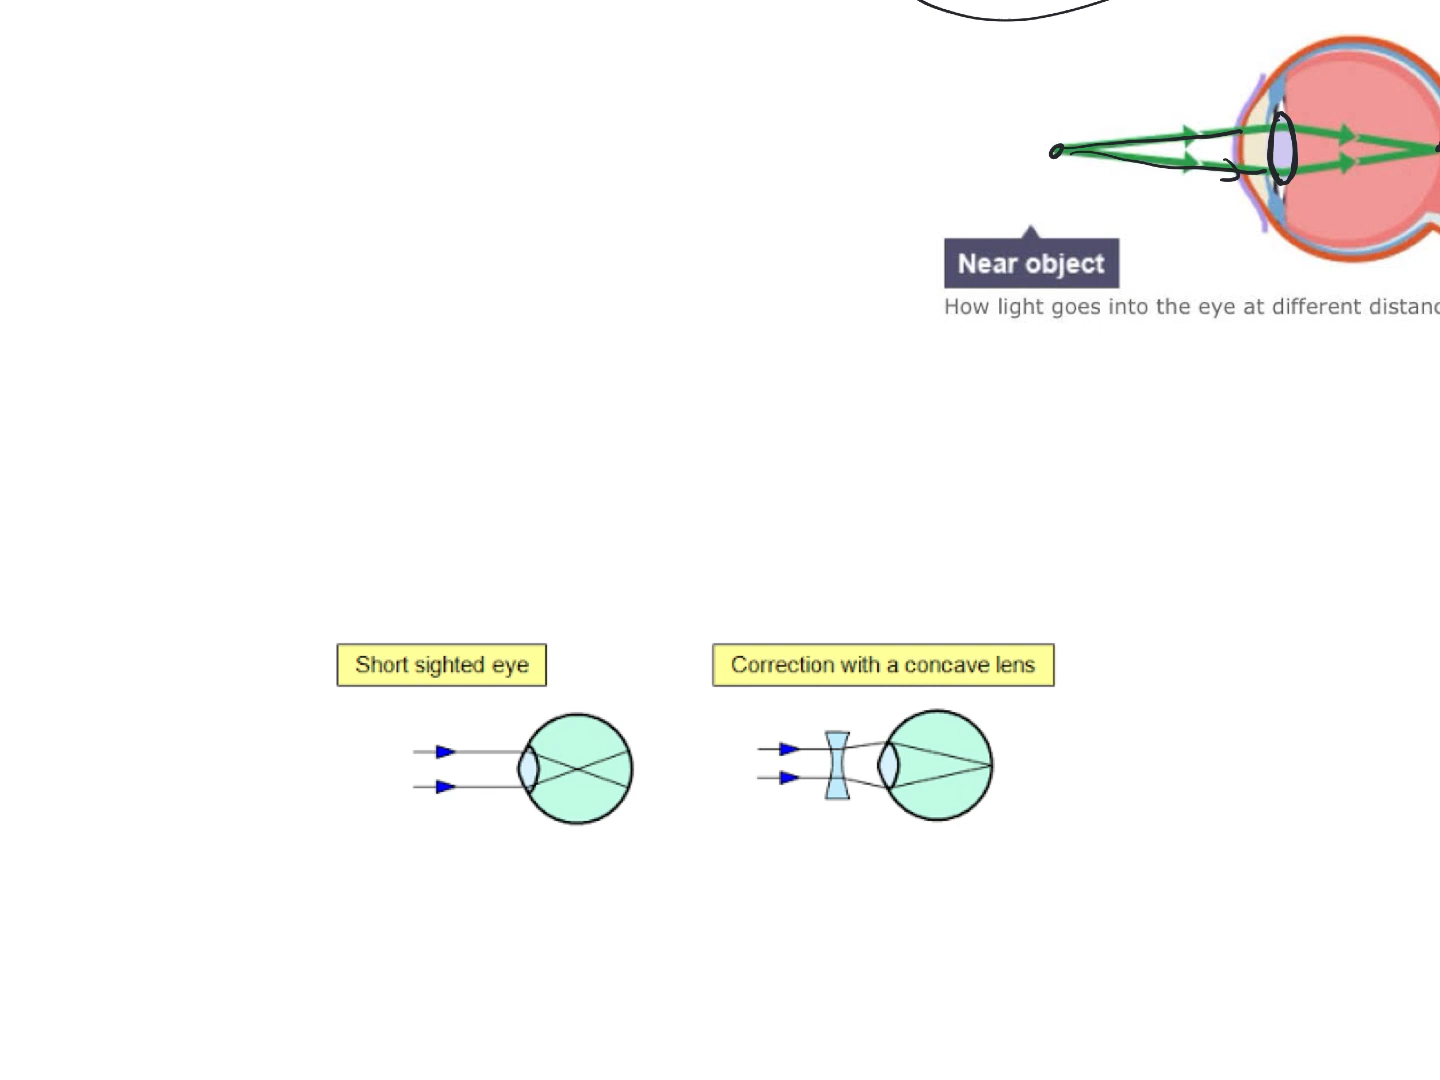 Near object
How light goes into the eye at different distanc
Short sighted eye
Correction with a concave lens